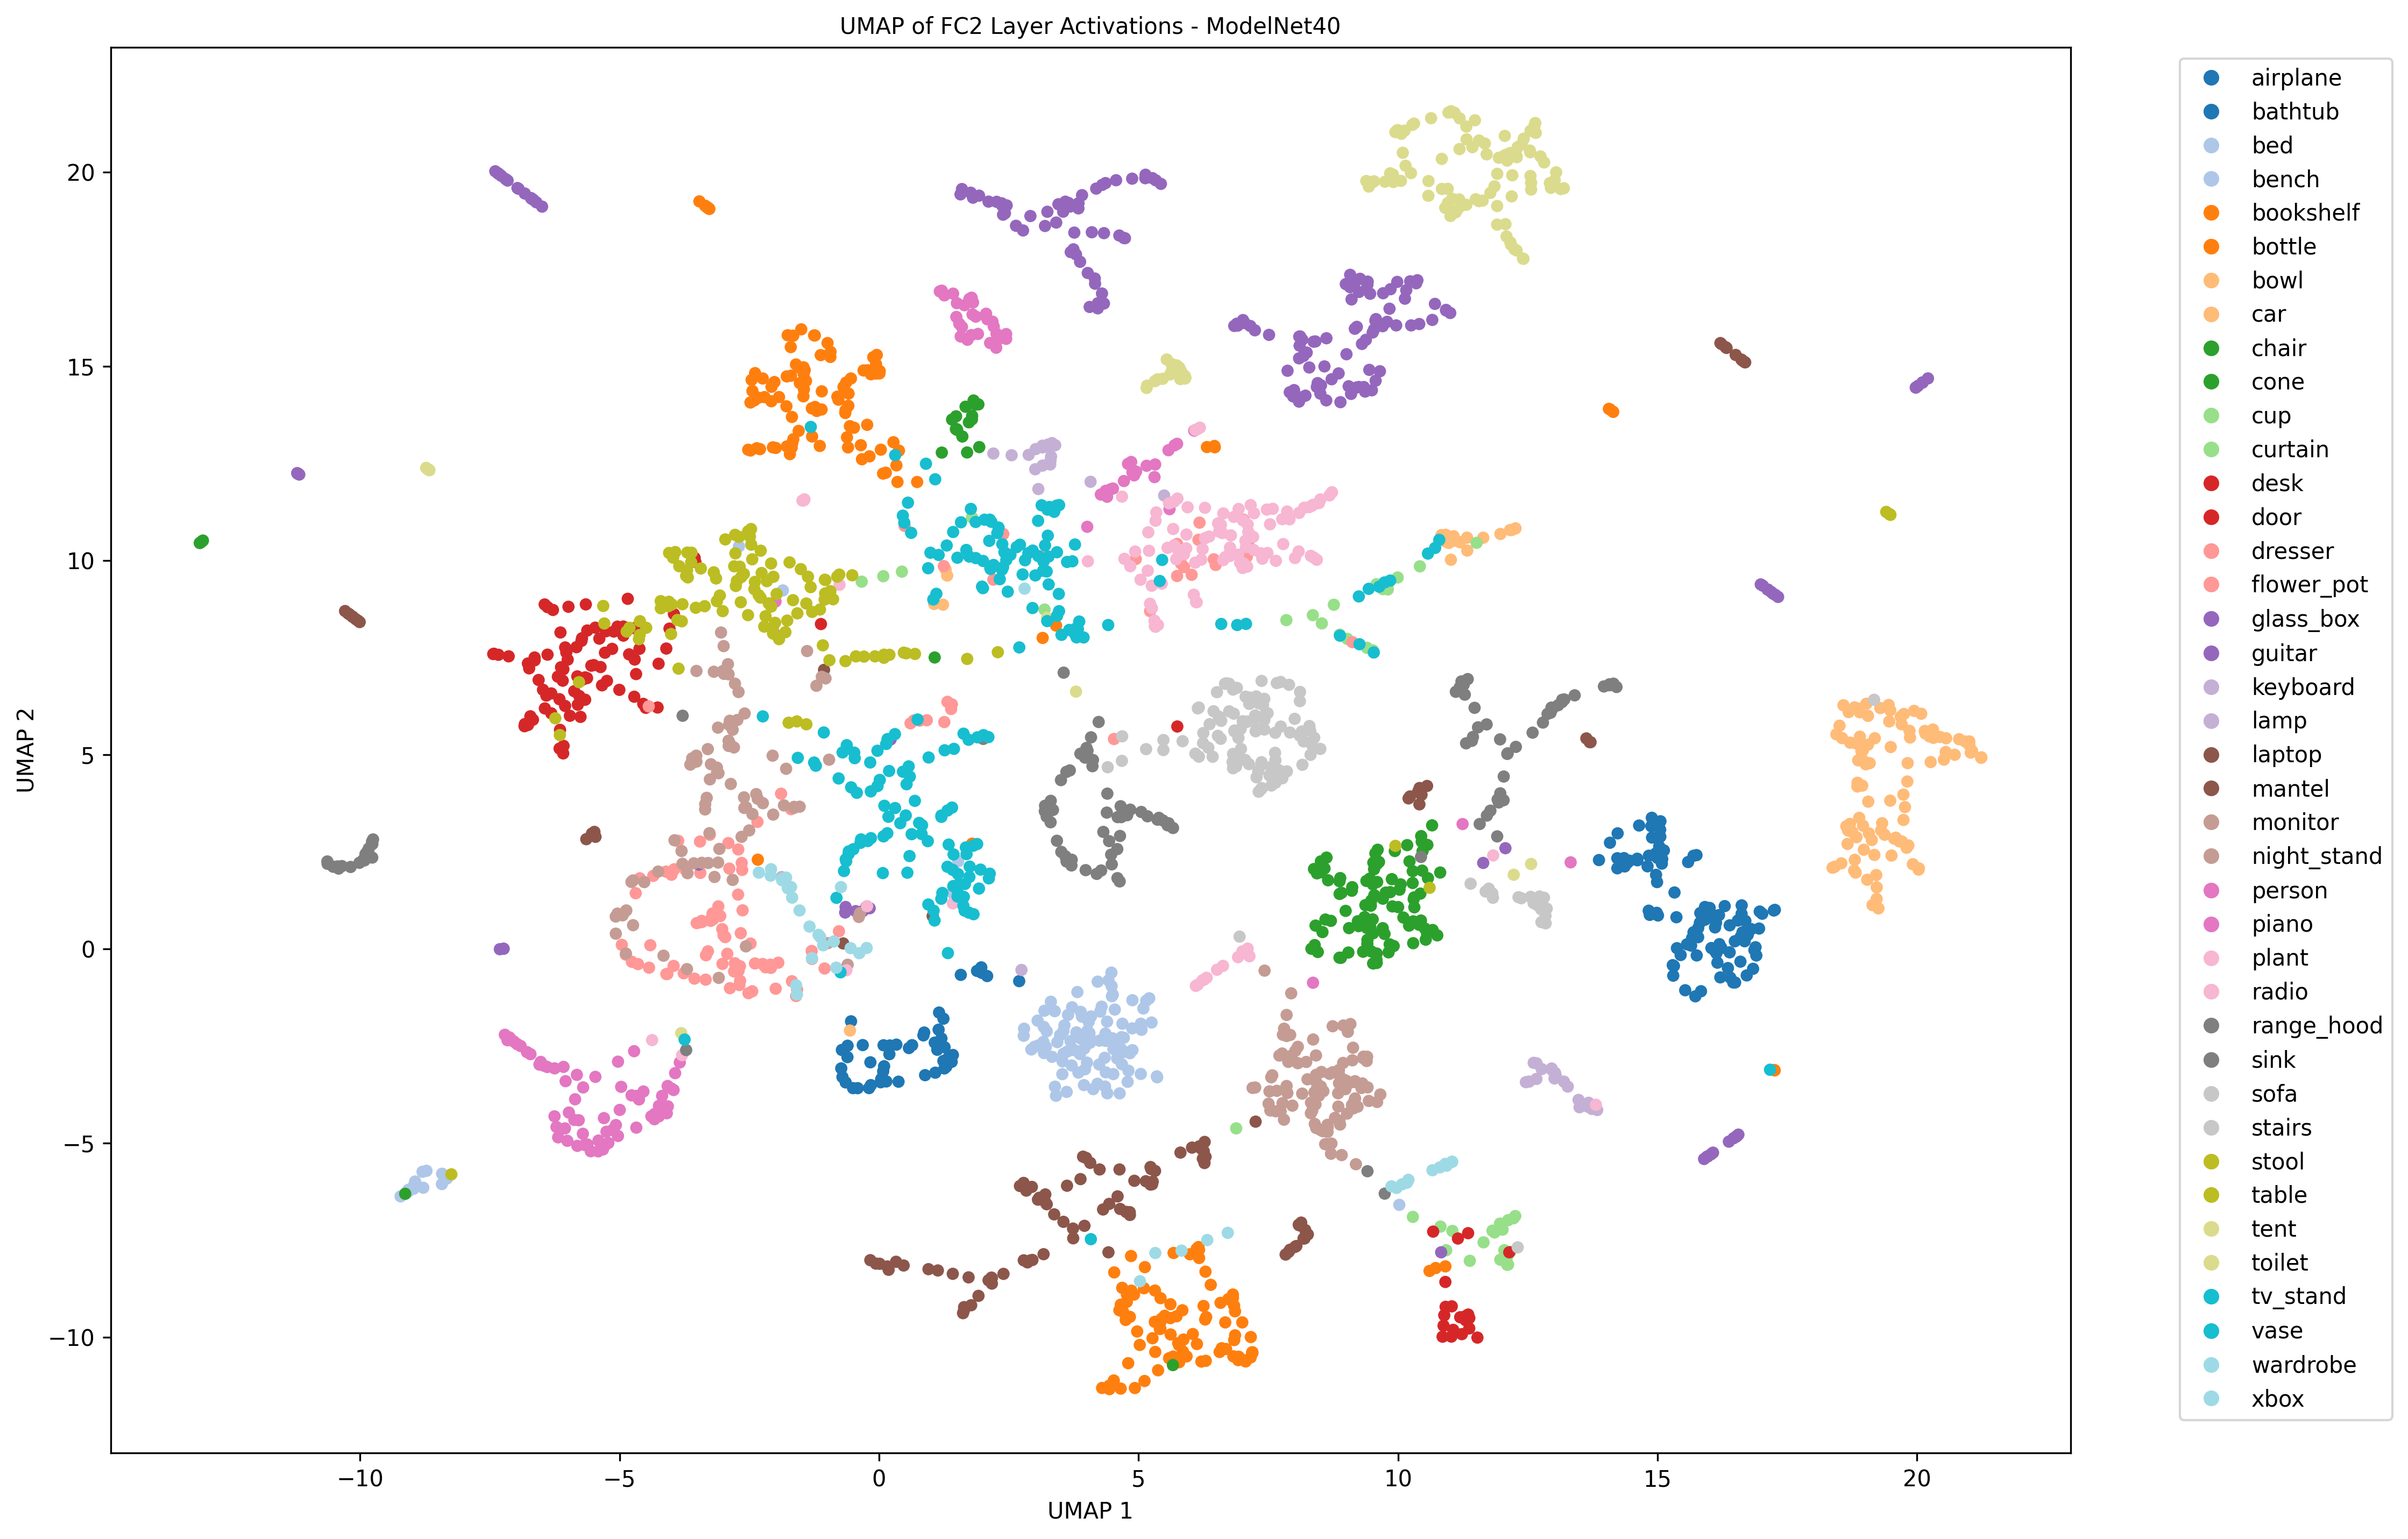 UMAP of FC2 Layer Activations - ModelNet40
airplane
bathtub
bed
bench
bookshelf
bottle
bowl
car
chair
cone
cup
curtain
desk
door
dresser
flower_pot
glass_box
guitar
keyboard
lamp
laptop
mantel
monitor
night_stand
person
piano
plant
radio
range_hood
sink
sofa
stairs
stool
table
tent
toilet
tv_stand
vase
wardrobe
xbox
UMAP 2
20
15
10
5
0
−5
−10
−10 −5 0 5 10 15 20
UMAP 1